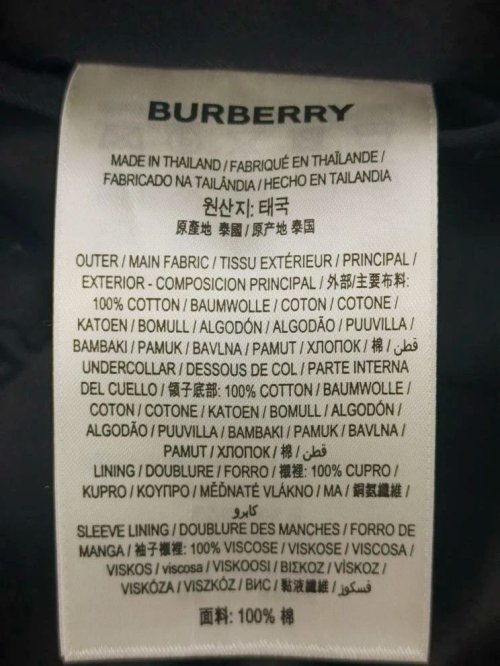 BURBERRY
MADE IN THAILAND / FABRIQUÉ EN THAÏLANDE /
FABRICADO NA TAILÂNDIA / HECHO EN TAILANDIA
원산지: 태국
原產地 泰國 / 原产地 泰国
OUTER / MAIN FABRIC / TISSU EXTÉRIEUR / PRINCIPAL /
EXTERIOR - COMPOSICION PRINCIPAL / 外部/主要布料:
100% COTTON / BAUMWOLLE / COTON / COTONE /
KATOEN / BOMULL / ALGODÓN / ALGODÃO / PUUVILLA /
BAMBAKI / PAMUK / BAVLNA / PAMUT / ХЛОПОК / 棉 / قطن
UNDERCOLLAR / DESSOUS DE COL / PARTE INTERNA
DEL CUELLO / 領子底部: 100% COTTON / BAUMWOLLE /
COTON / COTONE / KATOEN / BOMULL / ALGODÓN /
ALGODÃO / PUUVILLA / BAMBAKI / PAMUK / BAVLNA /
PAMUT / ХЛОПОК / 棉 / قطن
LINING / DOUBLURE / FORRO / 襯裡: 100% CUPRO /
KUPRO / ΚΟΥΠΡΟ / MĚĎNATÉ VLÁKNO / MA / 銅氨纖維 /
كابرو
SLEEVE LINING / DOUBLURE DES MANCHES / FORRO DE
MANGA / 袖子襯裡: 100% VISCOSE / VISKOSE / VISCOSA /
VISKOS / viscosa / VISKOOSI / ΒΙΣΚΟΖ / VİSKOZ /
VISKÓZA / VISZKÓZ / ВИС / 黏液纖維 / فسكوز
面料: 100% 棉